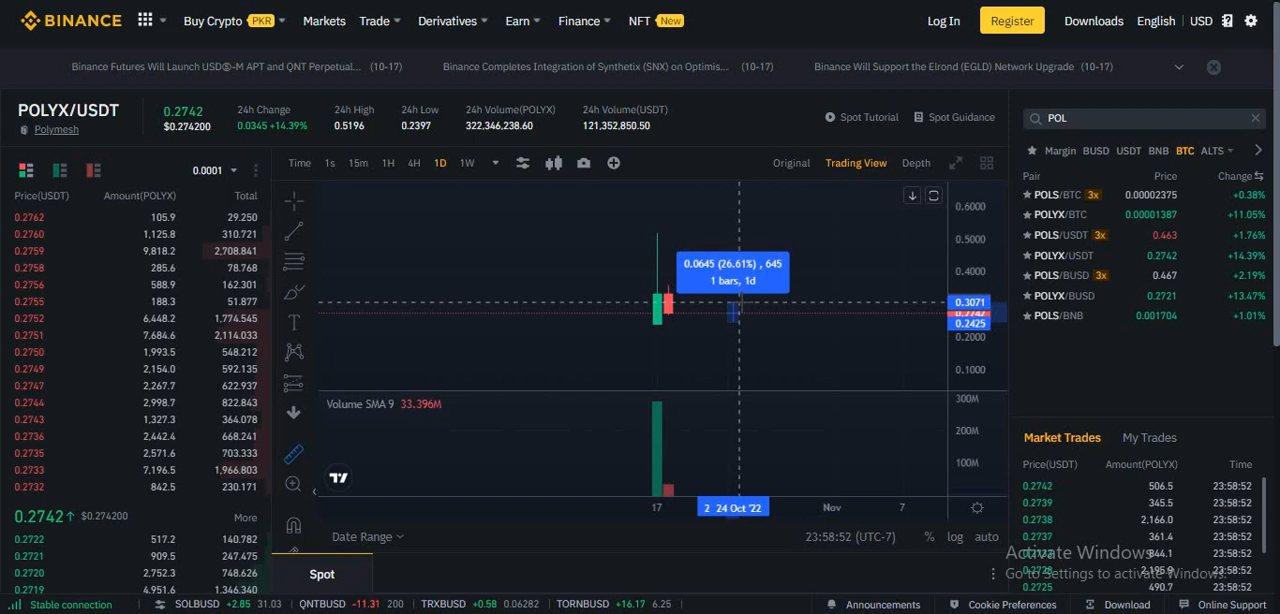 BINANCE Buy Crypto PKR Markets Trade Derivatives Earn Finance NFT New Log In Register Downloads English USD
Binance Futures Will Launch USDⓈ-M APT and QNT Perpetual... (10-17) Binance Completes Integration of Synthetix (SNX) on Optimis... (10-17) Binance Will Support the Elrond (EGLD) Network Upgrade (10-17)
POLYX/USDT
Polymesh
0.2742
$0.274200
24h Change
0.0345 +14.39%
24h High
0.5196
24h Low
0.2397
24h Volume(POLYX)
322,346,238.60
24h Volume(USDT)
121,352,850.50
Spot Tutorial Spot Guidance
0.0001
Price(USDT) Amount(POLYX) Total
0.2762 105.9 29.250
0.2760 1,125.8 310.721
0.2759 9,818.2 2,708.841
0.2758 285.6 78.768
0.2756 588.9 162.301
0.2755 188.3 51.877
0.2752 6,448.2 1,774.545
0.2751 7,684.6 2,114.033
0.2750 1,993.5 548.212
0.2749 2,154.0 592.135
0.2747 2,267.7 622.937
0.2744 2,998.7 822.843
0.2743 1,327.3 364.078
0.2736 2,442.4 668.241
0.2735 2,571.6 703.333
0.2733 7,196.5 1,966.803
0.2732 842.5 230.171
0.2742↑ $0.274200 More
0.2722 517.2 140.782
0.2721 909.5 247.475
0.2720 2,752.3 748.626
0.2719 4,951.6 1,346.340
Time 1s 15m 1H 4H 1D 1W Original Trading View Depth
0.6000
0.5000
0.4000
0.0645 (26.61%) , 645
1 bars, 1d
0.3071
0.2425
0.2000
0.1000
Volume SMA 9 33.396M
300M
200M
100M
17 2 24 Oct '22 Nov 7
Date Range 23:58:52 (UTC-7) % log auto
Spot
POL
Margin BUSD USDT BNB BTC ALTS
Pair Price Change
POLS/BTC 3x 0.00002375 +0.38%
POLYX/BTC 0.00001387 +11.05%
POLS/USDT 3x 0.463 +1.76%
POLYX/USDT 0.2742 +14.39%
POLS/BUSD 3x 0.467 +2.19%
POLYX/BUSD 0.2721 +13.47%
POLS/BNB 0.001704 +1.01%
Market Trades My Trades
Price(USDT) Amount(POLYX) Time
0.2742 506.5 23:58:52
0.2739 345.5 23:58:52
0.2738 2,166.0 23:58:52
0.2737 361.4 23:58:52
844.1 23:58:52
2,195.9 23:58:52
0.2725 490.7 23:58:52
Activate Windows
Go to Settings to activate Windows.
Stable connection SOLBUSD +2.85 31.03 QNTBUSD -11.31 200 TRXBUSD +0.58 0.06282 TORNBUSD +16.17 6.25 Announcements Cookie Preferences Download Online Support